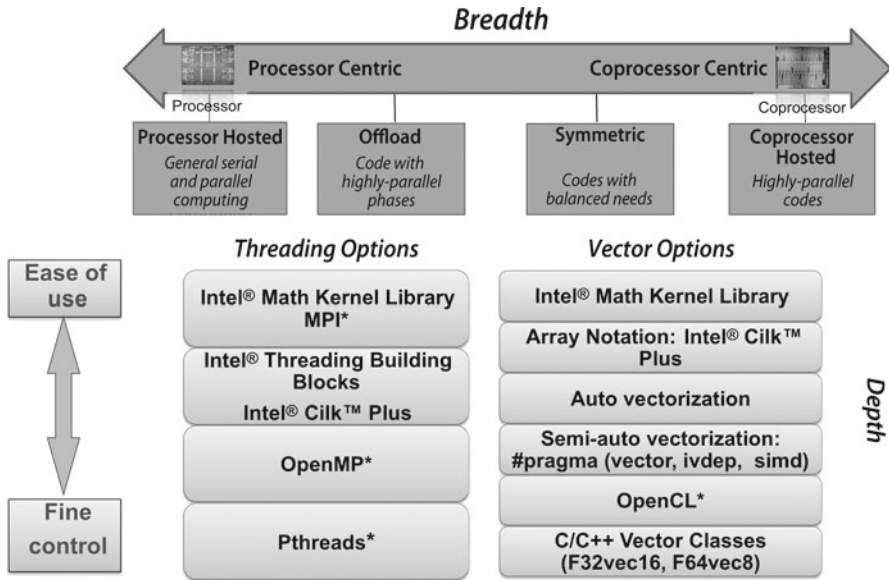 Breadth
Processor Centric
Coprocessor Centric
Processor
Coprocessor
Processor Hosted
General serial
and parallel
computing
Offload
Code with
highly-parallel
phases
Symmetric
Codes with
balanced needs
Coprocessor
Hosted
Highly-parallel
codes
Threading Options
Vector Options
Ease of
use
Fine
control
Intel® Math Kernel Library
MPI*
Intel® Threading Building
Blocks
Intel® Cilk™ Plus
OpenMP*
Pthreads*
Intel® Math Kernel Library
Array Notation: Intel® Cilk™
Plus
Auto vectorization
Semi-auto vectorization:
#pragma (vector, ivdep, simd)
OpenCL*
C/C++ Vector Classes
(F32vec16, F64vec8)
Depth